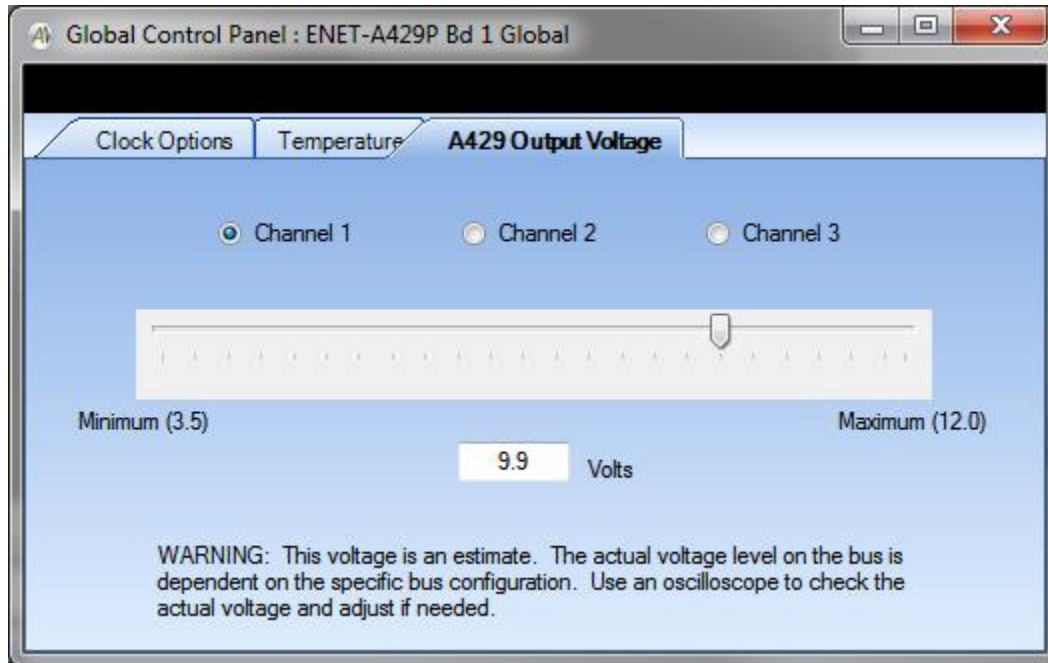 Global Control Panel : ENET-A429P Bd 1 Global
Clock Options Temperature A429 Output Voltage
Channel 1 Channel 2 Channel 3
Minimum (3.5) Maximum (12.0)
9.9 Volts
WARNING: This voltage is an estimate. The actual voltage level on the bus is
dependent on the specific bus configuration. Use an oscilloscope to check the
actual voltage and adjust if needed.